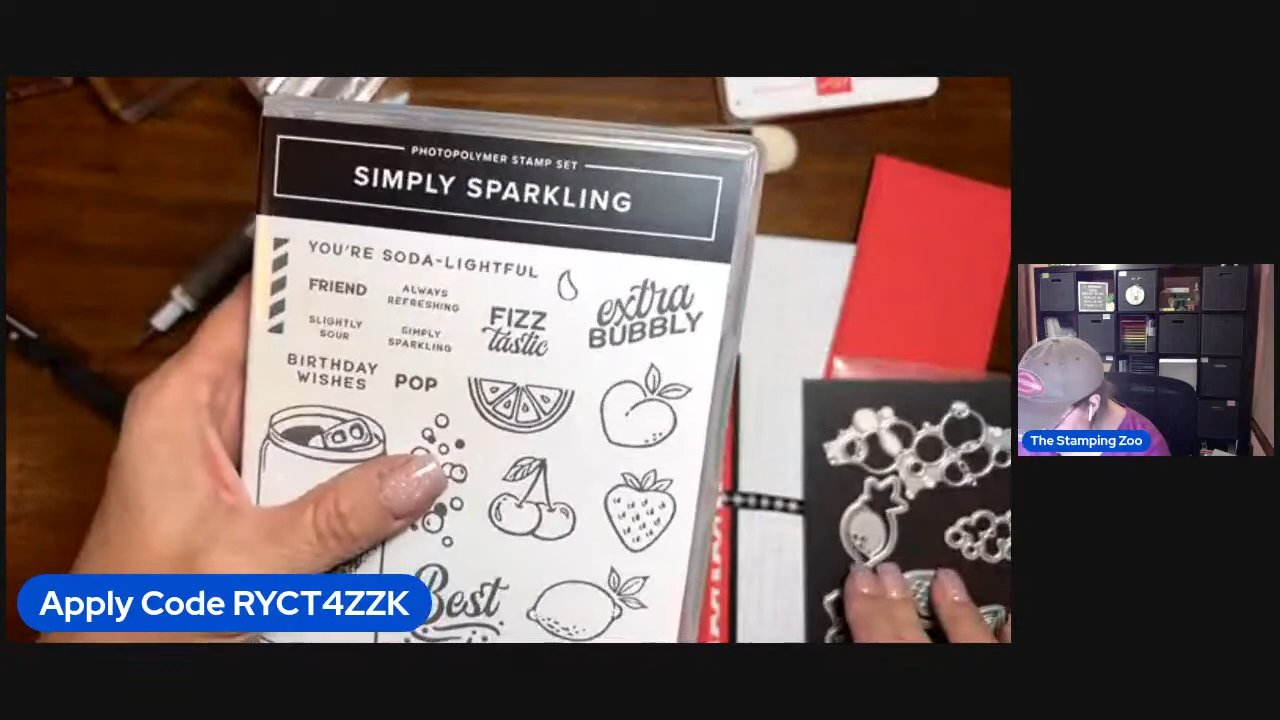 PHOTOPOLYMER STAMP SET
SIMPLY SPARKLING
YOU'RE SODA-LIGHTFUL
FRIEND
ALWAYS
REFRESHING
SLIGHTLY
SOUR
SIMPLY
SPARKLING
FIZZ
tastic
extra
BUBBLY
BIRTHDAY
WISHES
POP
Best
Apply Code RYCT4ZZK
The Stamping Zoo